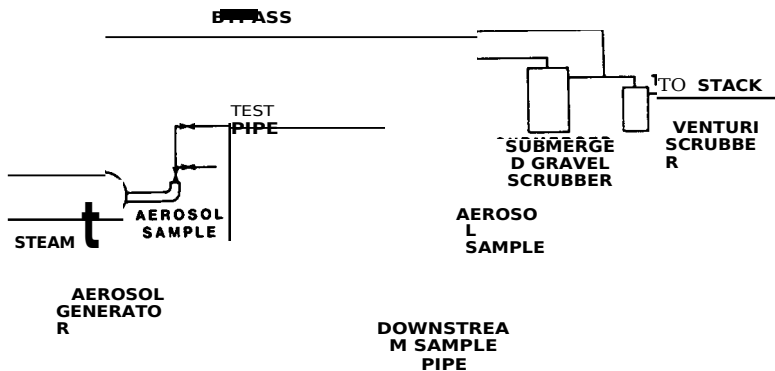 BYPASS
TO STACK
TEST
PIPE
VENTURI
SCRUBBE
R
SUBMERGE
D GRAVEL
SCRUBBER
AEROSOL
SAMPLE
AEROSO
L
SAMPLE
STEAM
t
AEROSOL
GENERATO
R
DOWNSTREA
M SAMPLE
PIPE